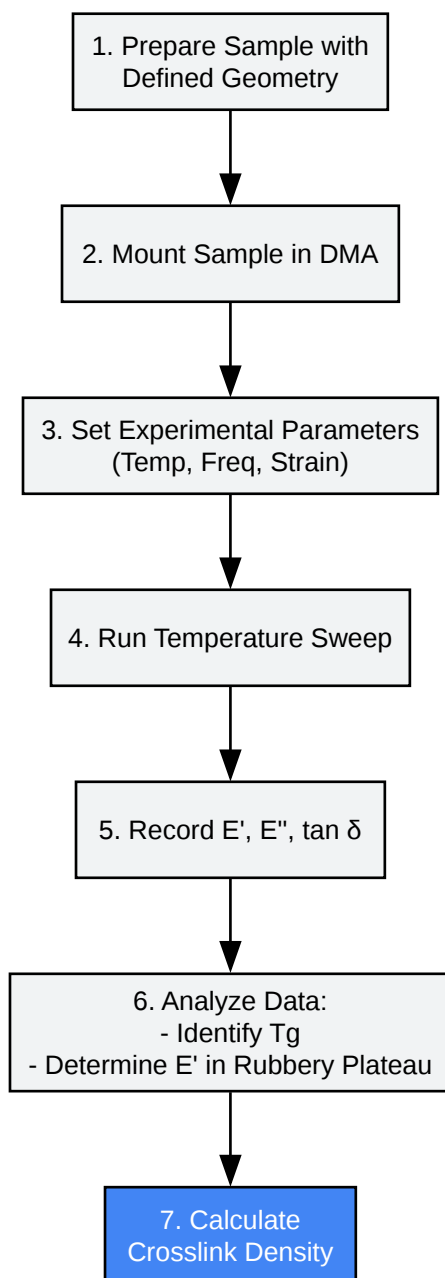 1. Prepare Sample with
Defined Geometry
2. Mount Sample in DMA
3. Set Experimental Parameters
(Temp, Freq, Strain)
4. Run Temperature Sweep
5. Record E', E'', tan δ
6. Analyze Data:
- Identify Tg
- Determine E' in Rubbery Plateau
7. Calculate
Crosslink Density